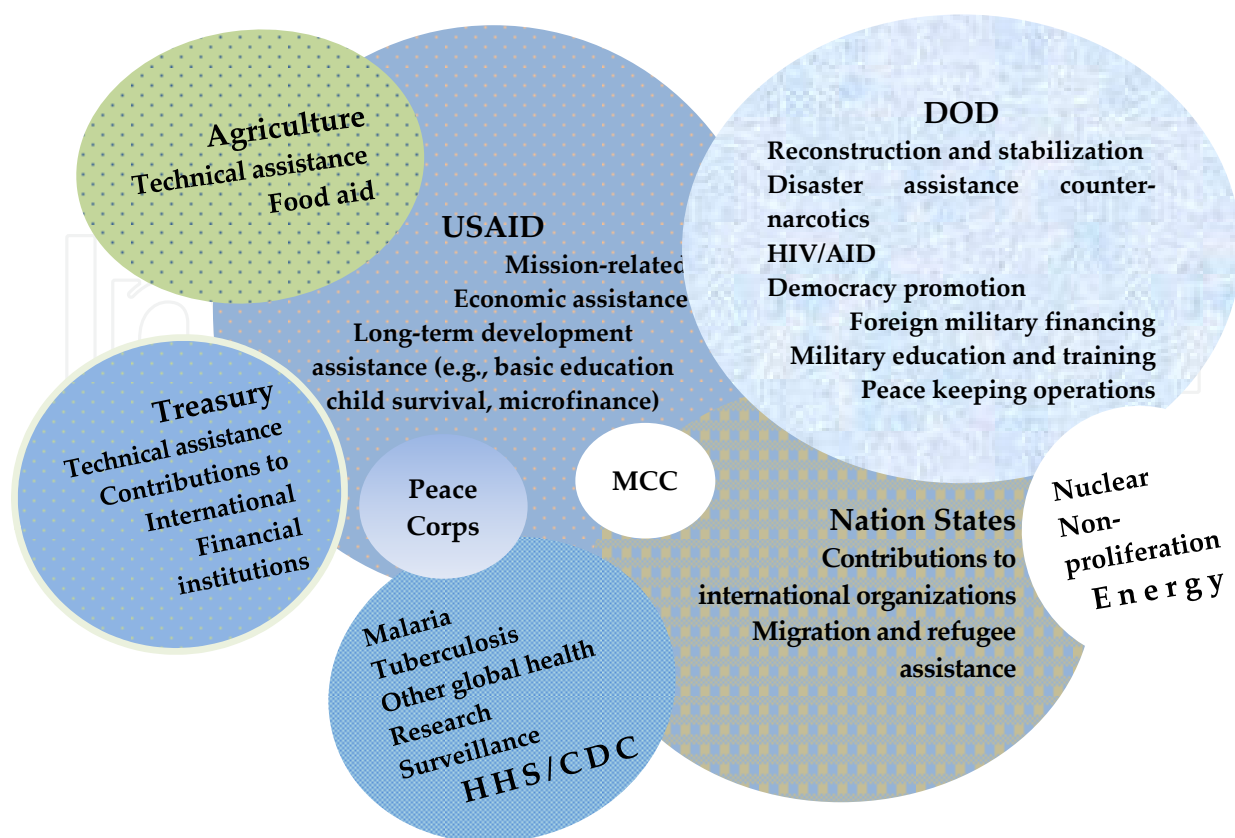 Agriculture
Technical assistance
Food aid
USAID
Mission-related
Economic assistance
Long-term development
assistance (e.g., basic education
child survival, microfinance)
DOD
Reconstruction and stabilization
Disaster assistance counter-
narcotics
HIV/AID
Democracy promotion
Foreign military financing
Military education and training
Peace keeping operations
Treasury
Technical assistance
Contributions to
International
Financial
institutions
Peace
Corps
MCC
Nation States
Contributions to
international organizations
Migration and refugee
assistance
Nuclear
Non-
proliferation
Energy
Malaria
Tuberculosis
Other global health
Research
Surveillance
HHS/CDC